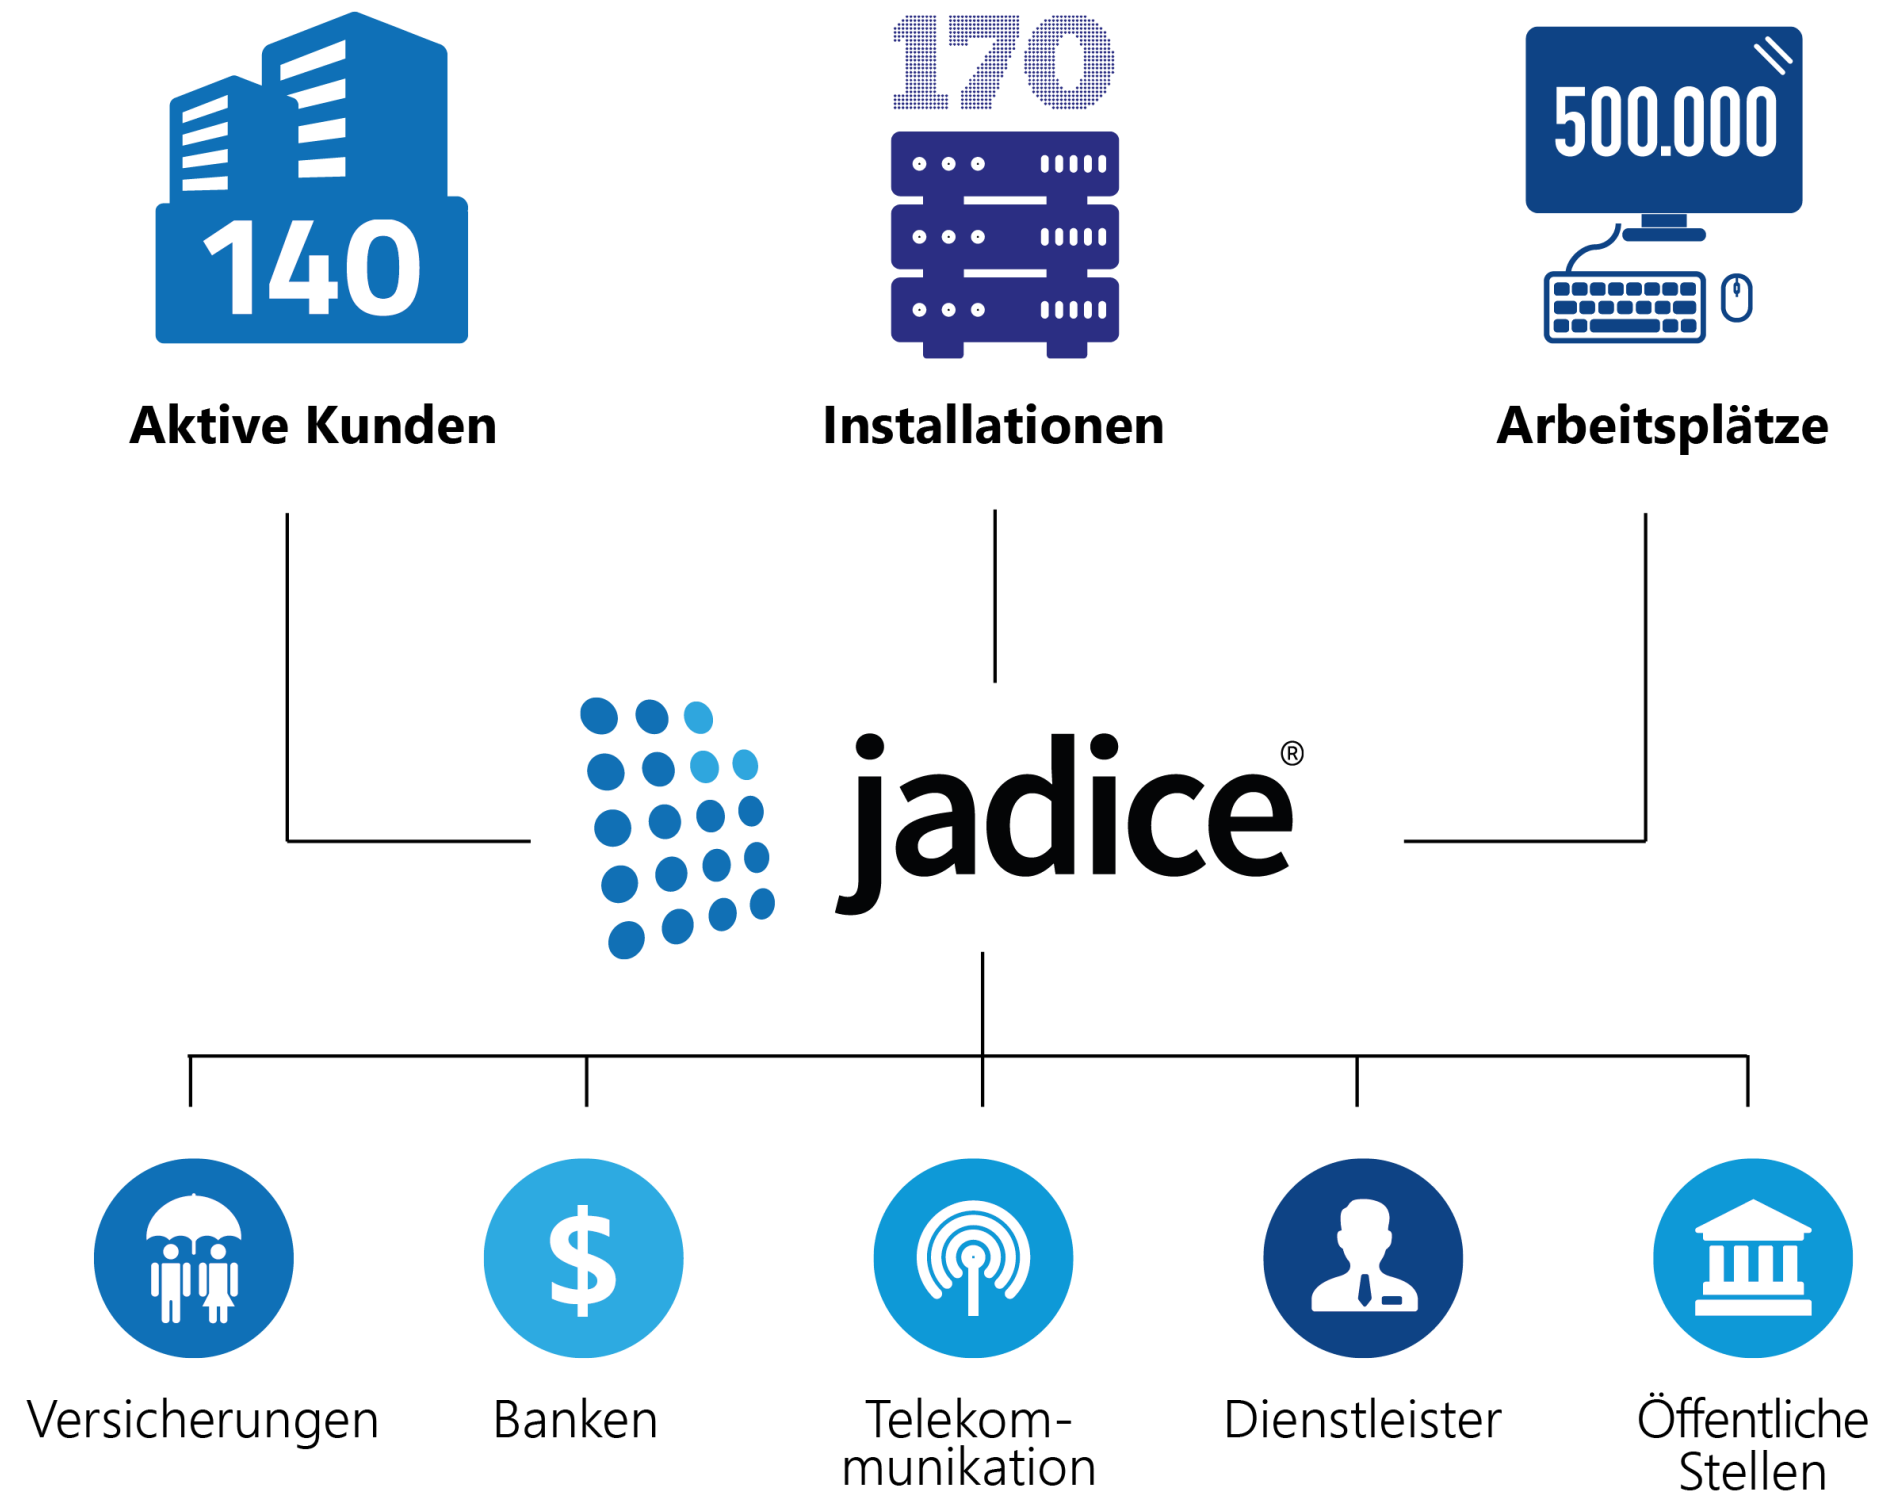 140
170
500.000
Aktive Kunden
Installationen
Arbeitsplätze
jadice®
$
Versicherungen
Banken
Telekom-
munikation
Dienstleister
Öffentliche
Stellen